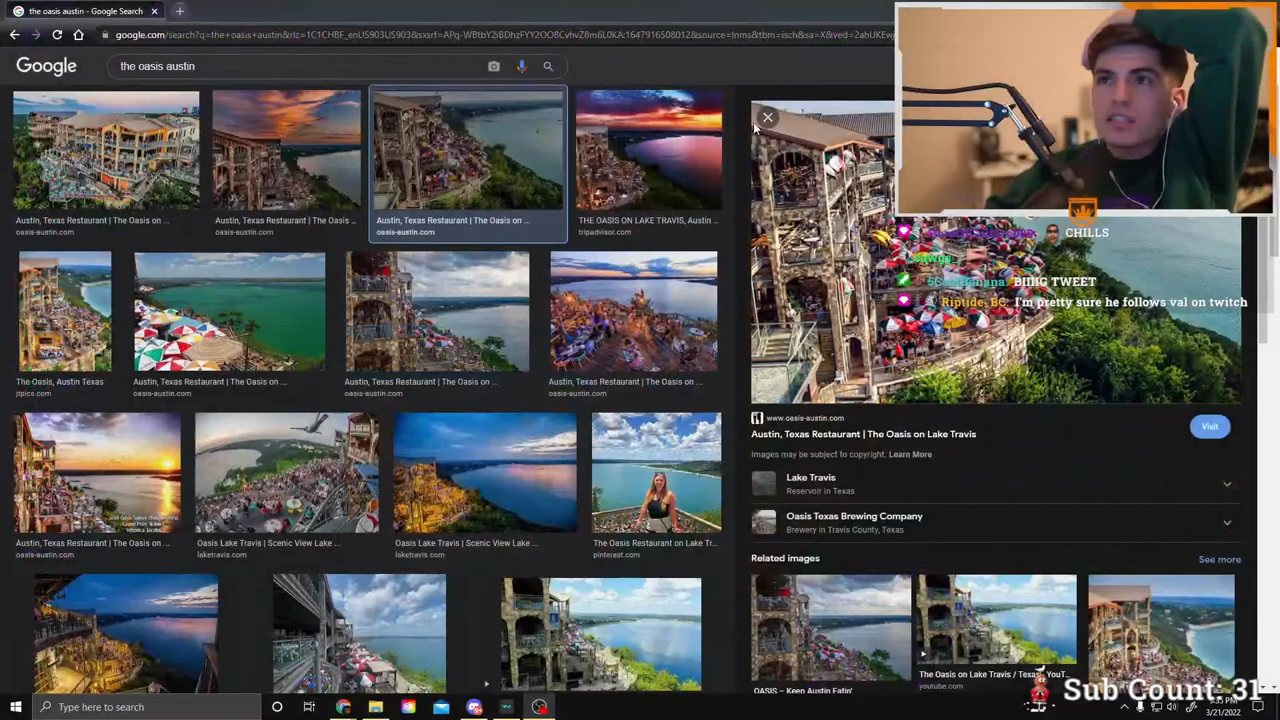 the oasis austin - Google Search
google.com/search?q=the+oasis+austin
Google
the oasis austin
Austin, Texas Restaurant | The Oasis on ...
oasis-austin.com
Austin, Texas Restaurant | The Oasis ...
oasis-austin.com
Austin, Texas Restaurant | The Oasis on ...
oasis-austin.com
THE OASIS ON LAKE TRAVIS, Austin ...
tripadvisor.com
CHILLS
5CentBanana: BIIIG TWEET
Riptide_BC: I'm pretty sure he follows val on twitch
The Oasis, Austin Texas
jtpics.com
Austin, Texas Restaurant | The Oasis on ...
oasis-austin.com
Austin, Texas Restaurant | The Oasis on ...
oasis-austin.com
Austin, Texas Restaurant | The Oasis on ...
oasis-austin.com
www.oasis-austin.com
Austin, Texas Restaurant | The Oasis on Lake Travis
Visit
Images may be subject to copyright. Learn More
Lake Travis
Reservoir in Texas
Oasis Texas Brewing Company
Brewery in Travis County, Texas
Austin, Texas Restaurant | The Oasis on ...
oasis-austin.com
Oasis Lake Travis | Scenic View Lake ...
laketravis.com
Oasis Lake Travis | Scenic View Lake ...
laketravis.com
The Oasis Restaurant on Lake Tr...
pinterest.com
Related images
See more
OASIS – Keep Austin Eatin'
The Oasis on Lake Travis / Texas - YouT...
youtube.com
Sub Count: 31
Type here to search
3/21/2022